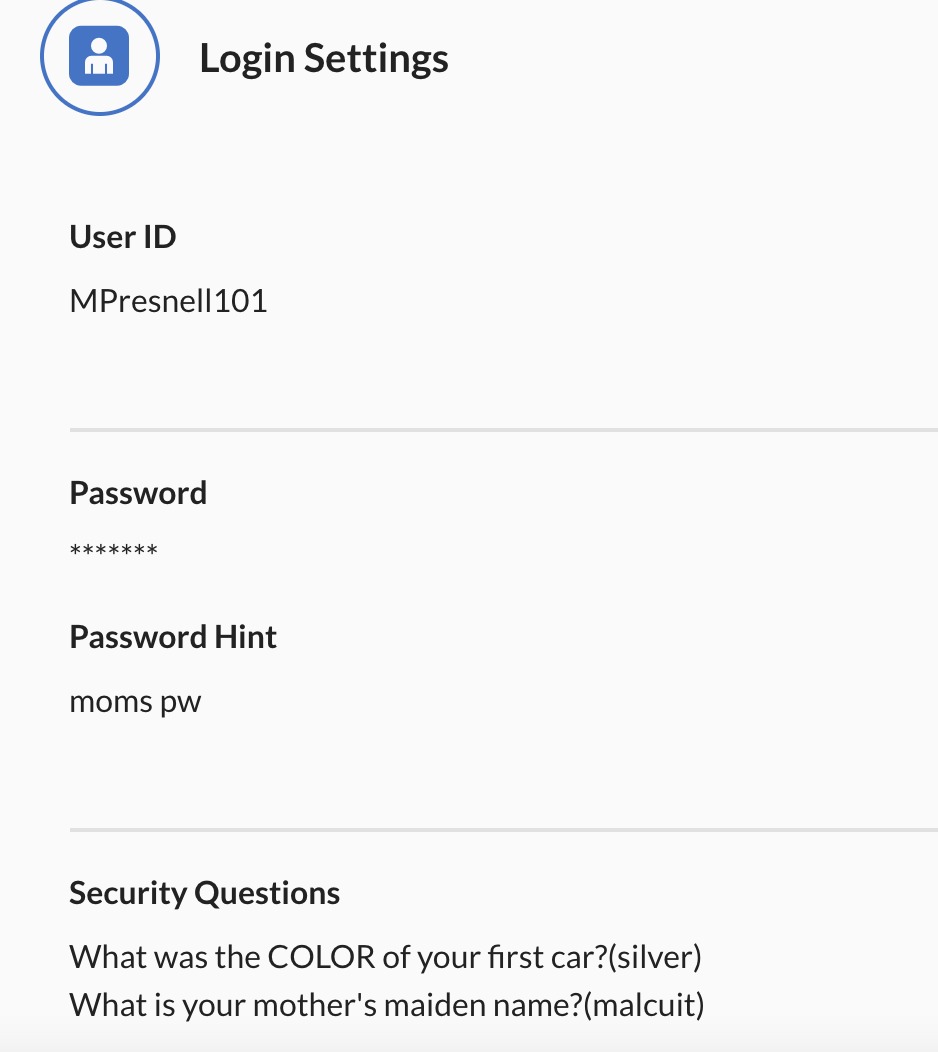 Login Settings
User ID
MPresnell101
Password
*******
Password Hint
moms pw
Security Questions
What was the COLOR of your first car?(silver)
What is your mother's maiden name?(malcuit)